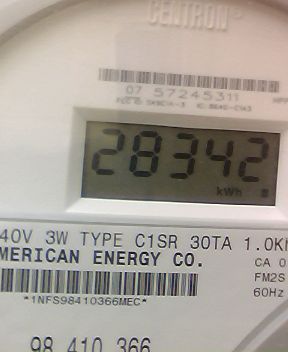 CENTRON®
07 57245311
28342
kWh
40V 3W TYPE C1SR 30TA 1.0Kh
MERICAN ENERGY CO.
CA 0
FM2S
60Hz
*1NFS98410366MEC*
98 410 366